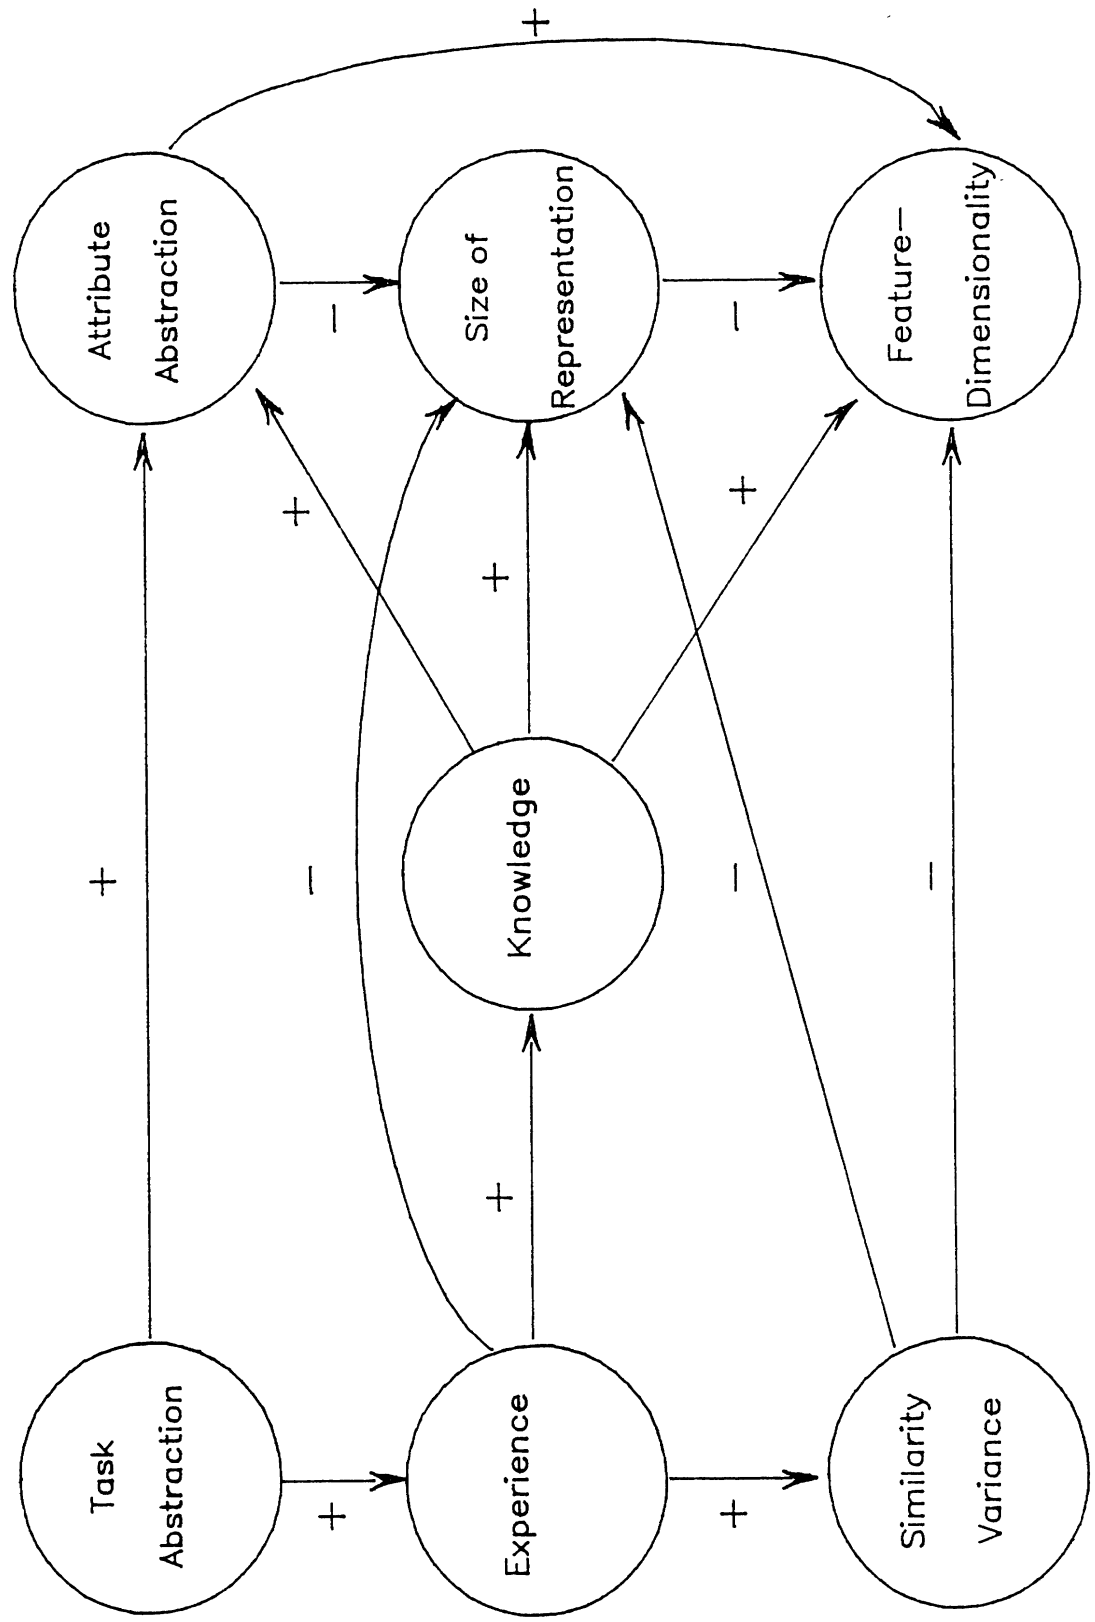 Task
Abstraction
+
Attribute
Abstraction
+
+
−
−
+
Experience
+
Knowledge
+
Size of
Representation
+
−
−
+
−
Similarity
Variance
−
Feature–
Dimensionality